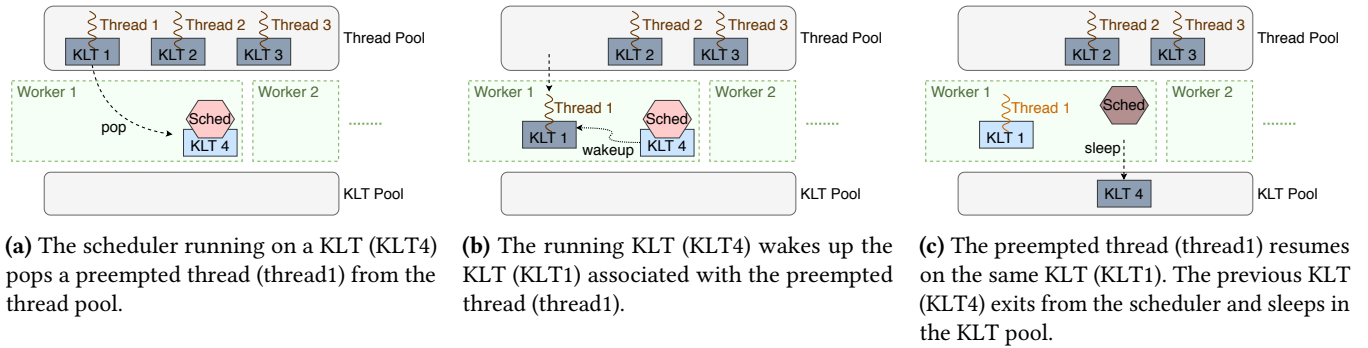 Thread 1
Thread 2
Thread 3
KLT 1
KLT 2
KLT 3
Thread Pool
Worker 1
Worker 2
pop
Sched
KLT 4
........
KLT Pool
(a) The scheduler running on a KLT (KLT4)
pops a preempted thread (thread1) from the
thread pool.
Thread 2
Thread 3
KLT 2
KLT 3
Thread Pool
Worker 1
Worker 2
Thread 1
Sched
KLT 1
wakeup
KLT 4
........
KLT Pool
(b) The running KLT (KLT4) wakes up the
KLT (KLT1) associated with the preempted
thread (thread1).
Thread 2
Thread 3
KLT 2
KLT 3
Thread Pool
Worker 1
Worker 2
Thread 1
Sched
KLT 1
sleep
........
KLT 4
KLT Pool
(c) The preempted thread (thread1) resumes
on the same KLT (KLT1). The previous KLT
(KLT4) exits from the scheduler and sleeps in
the KLT pool.